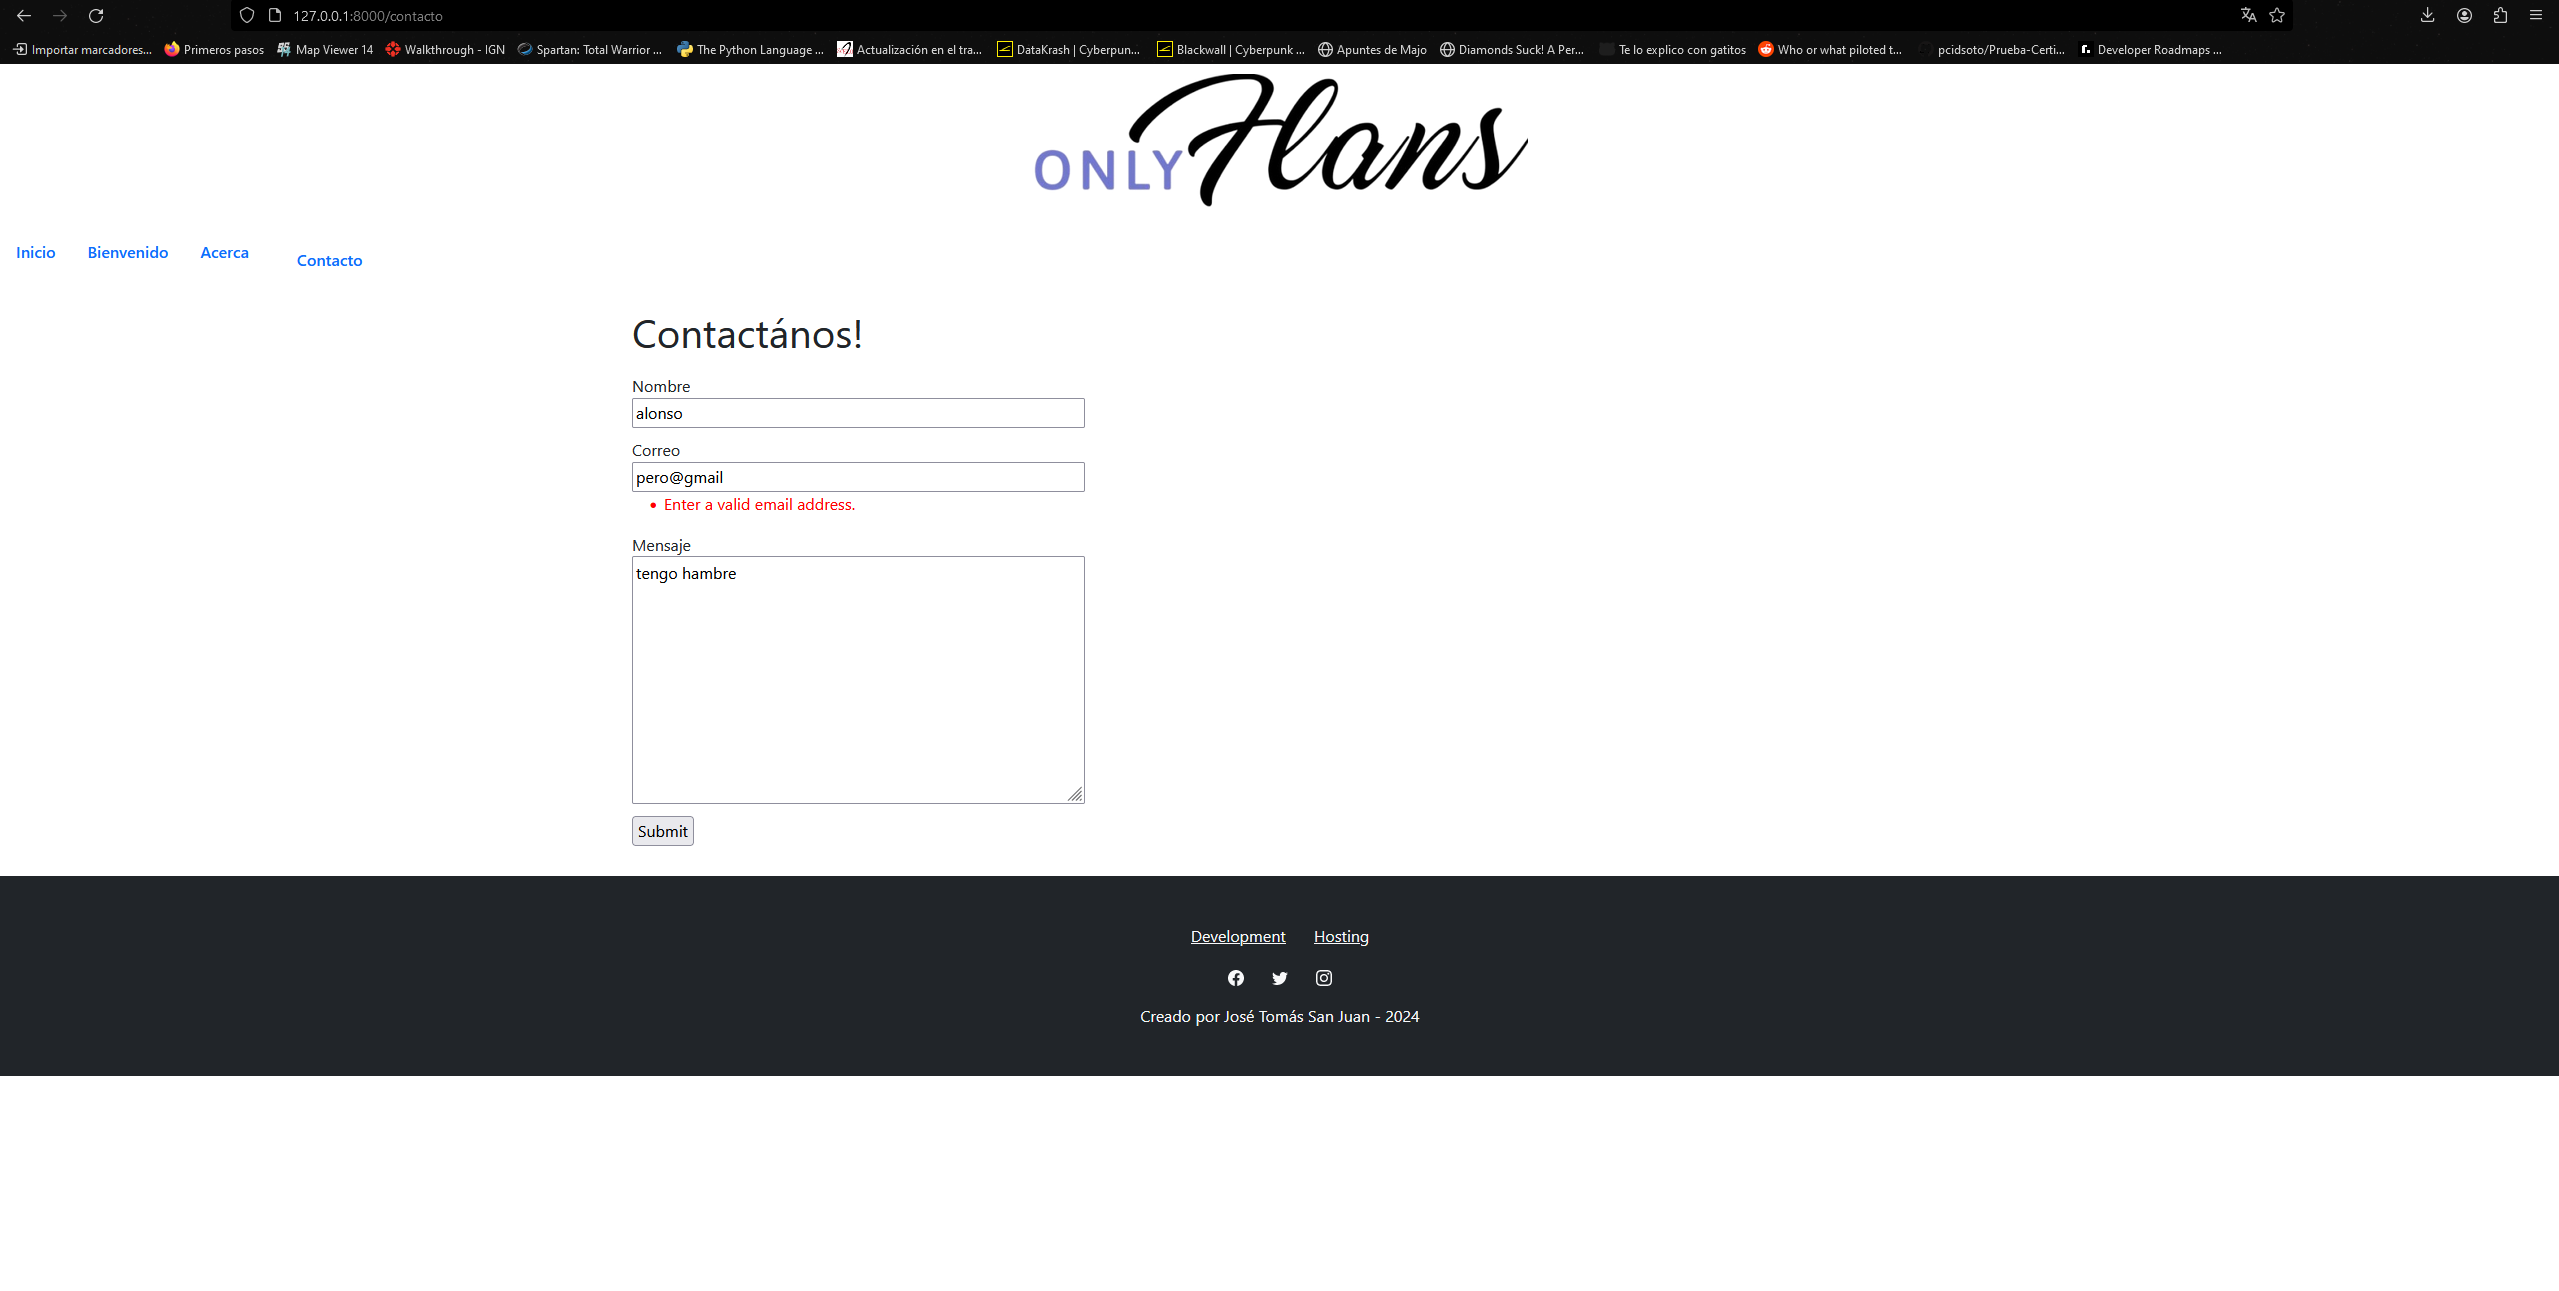 127.0.0.1:8000/contacto
Importar marcadores... Primeros pasos Map Viewer 14 Walkthrough - IGN Spartan: Total Warrior ... The Python Language ... Actualización en el tra... DataKrash | Cyberpun... Blackwall | Cyberpunk ... Apuntes de Majo Diamonds Suck! A Per... Te lo explico con gatitos Who or what piloted t... pcidsoto/Prueba-Certi... Developer Roadmaps ...
ONLY Flans
Inicio Bienvenido Acerca Contacto
Contactános!
Nombre
alonso
Correo
pero@gmail
• Enter a valid email address.
Mensaje
tengo hambre
Submit
Development Hosting
Creado por José Tomás San Juan - 2024